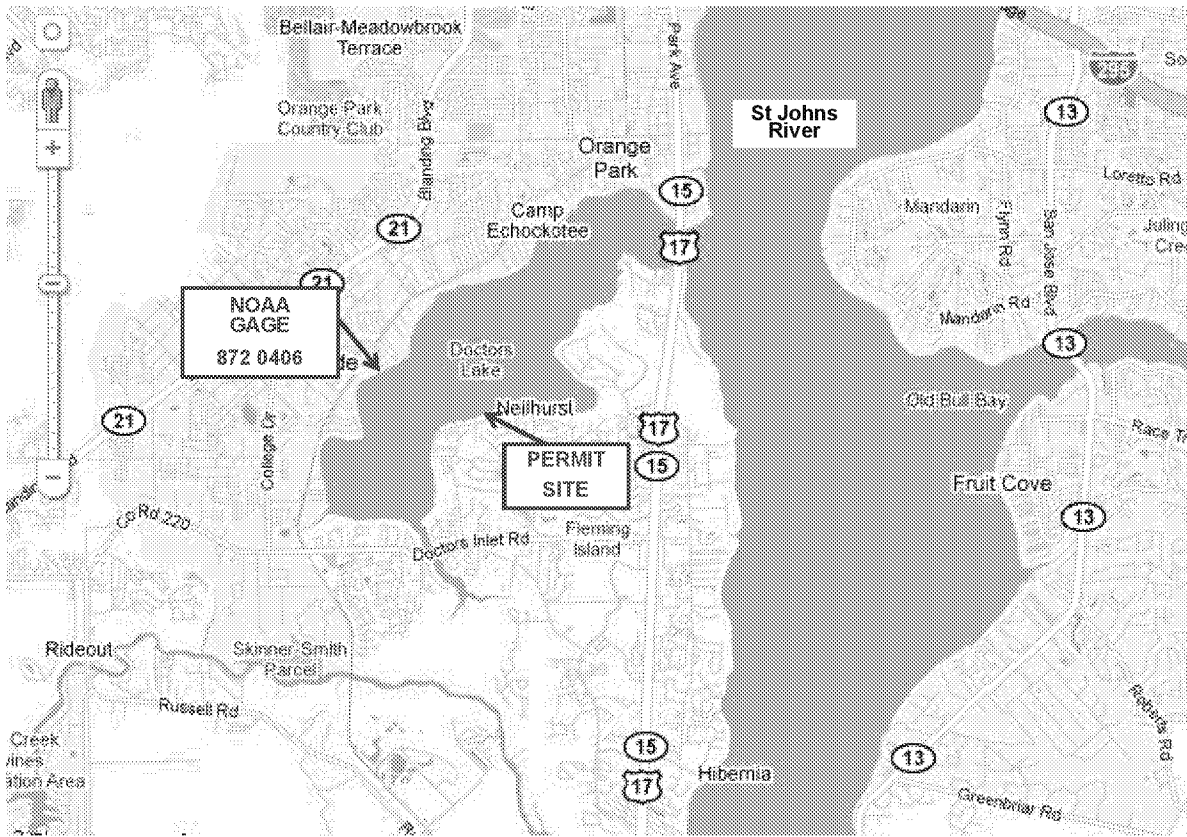 Bellair-Meadowbrook
Terrace
Park Ave
13
St Johns
River
Orange Park
Country Club
Blanding Blvd
Orange
Park
Loretto Rd
15
Camp
Echockotee
Mandarin
Flynn Rd
San Jose Blvd
21
17
21
NOAA
GAGE
872 0406
Mandarin Rd
13
Doctors
Lake
Old Bull Bay
Neilhurst
21
College Dr
17
PERMIT
SITE
15
Fruit Cove
13
Co Rd 220
Doctors Inlet Rd
Fleming
Island
Rideout
Skinner-Smith
Parcel
Russell Rd
Roberts Rd
Creek
15
13
17
Hibernia
Greenbriar Rd